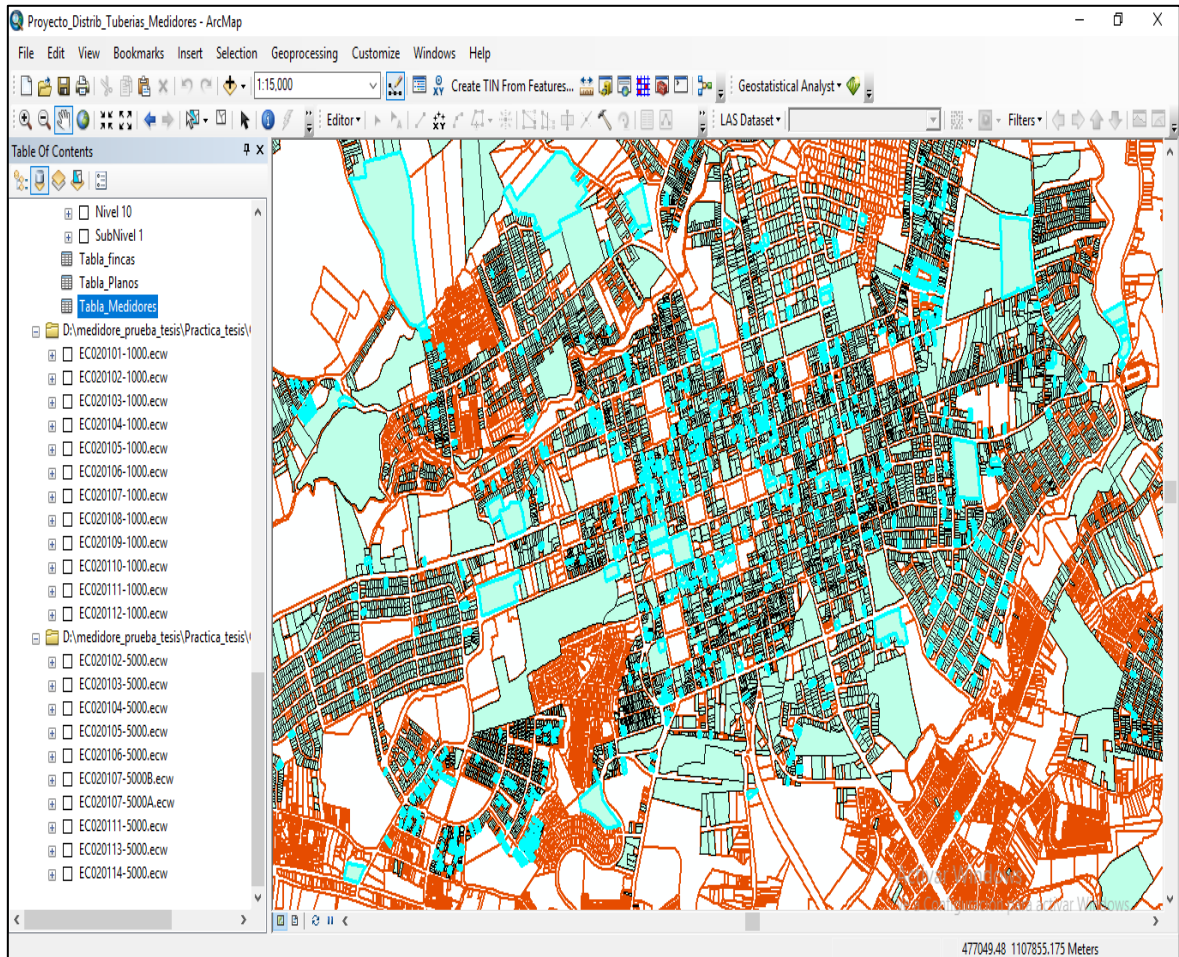 Proyecto_Distrib_Tuberias_Medidores - ArcMap
File Edit View Bookmarks Insert Selection Geoprocessing Customize Windows Help
1:15,000 Create TIN From Features... Geostatistical Analyst
Editor LAS Dataset Filters
Table Of Contents
Nivel 10
SubNivel 1
Tabla_fincas
Tabla_Planos
Tabla_Medidores
D:\medidore_prueba_tesis\Practica_tesis\
EC020101-1000.ecw
EC020102-1000.ecw
EC020103-1000.ecw
EC020104-1000.ecw
EC020105-1000.ecw
EC020106-1000.ecw
EC020107-1000.ecw
EC020108-1000.ecw
EC020109-1000.ecw
EC020110-1000.ecw
EC020111-1000.ecw
EC020112-1000.ecw
D:\medidore_prueba_tesis\Practica_tesis\
EC020102-5000.ecw
EC020103-5000.ecw
EC020104-5000.ecw
EC020105-5000.ecw
EC020106-5000.ecw
EC020107-5000B.ecw
EC020107-5000A.ecw
EC020111-5000.ecw
EC020113-5000.ecw
EC020114-5000.ecw
activar Windows
477049.48 1107855.175 Meters